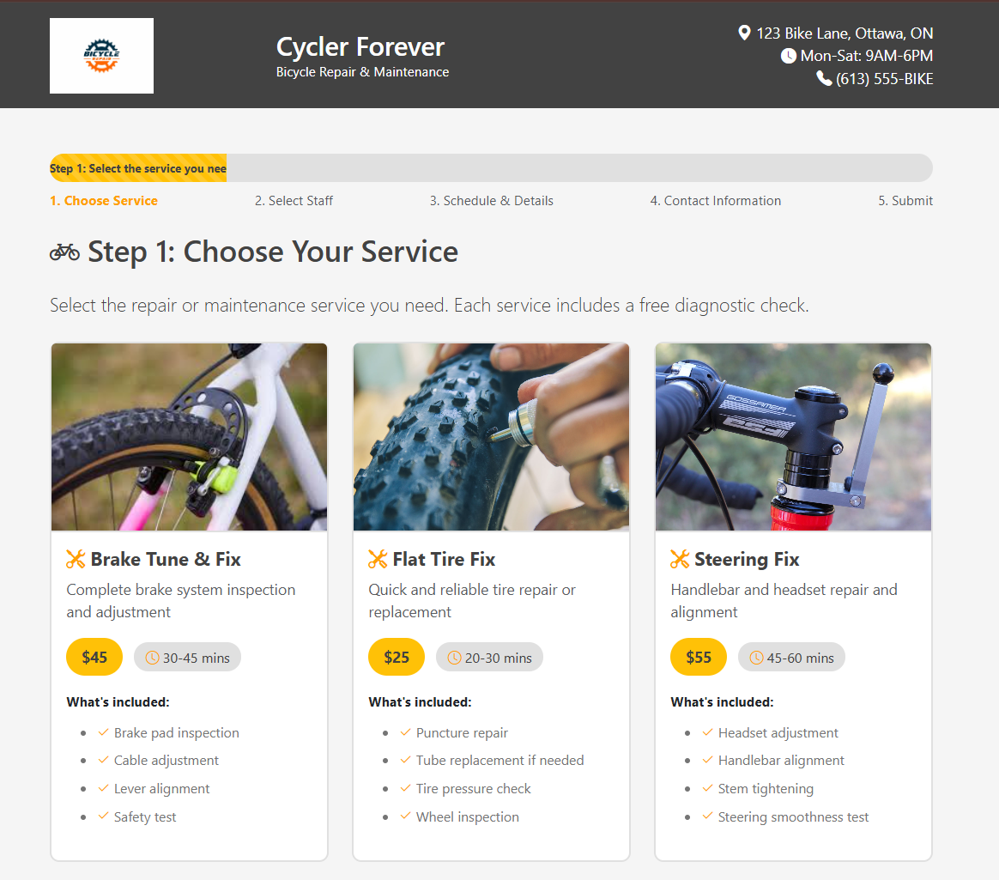 BICYCLE
REPAIR
Cycler Forever
Bicycle Repair & Maintenance
123 Bike Lane, Ottawa, ON
Mon-Sat: 9AM-6PM
(613) 555-BIKE
Step 1: Select the service you nee
1. Choose Service
2. Select Staff
3. Schedule & Details
4. Contact Information
5. Submit
Step 1: Choose Your Service
Select the repair or maintenance service you need. Each service includes a free diagnostic check.
GOSSAMER
FSA
Brake Tune & Fix
Complete brake system inspection
and adjustment
$45
30-45 mins
What's included:
Brake pad inspection
Cable adjustment
Lever alignment
Safety test
Flat Tire Fix
Quick and reliable tire repair or
replacement
$25
20-30 mins
What's included:
Puncture repair
Tube replacement if needed
Tire pressure check
Wheel inspection
Steering Fix
Handlebar and headset repair and
alignment
$55
45-60 mins
What's included:
Headset adjustment
Handlebar alignment
Stem tightening
Steering smoothness test